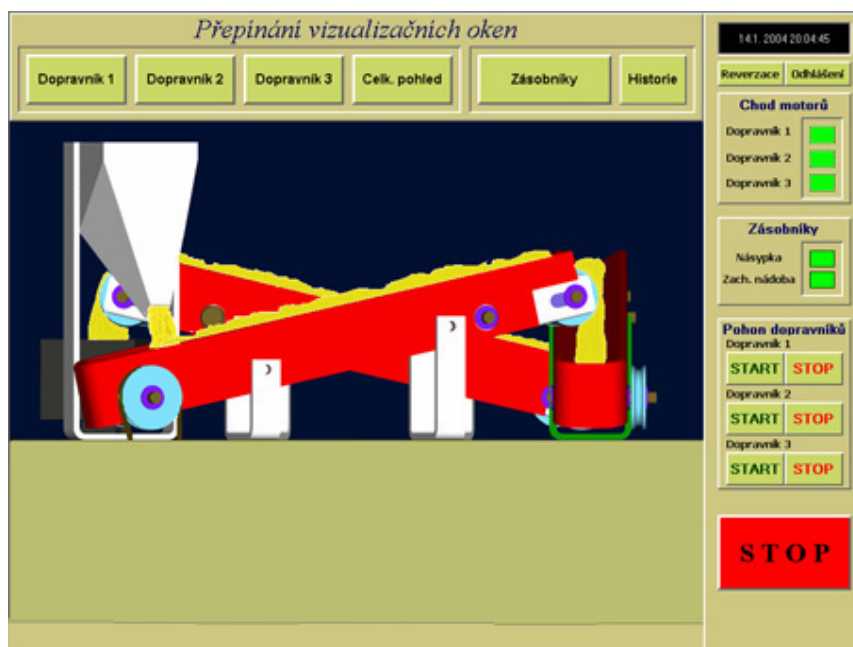 Přepínání vizualizačních oken
Dopravník 1
Dopravník 2
Dopravník 3
Celk. pohled
Zásobníky
Historie
14.1. 2004 20:04:45
Reverzace
Odhlášení
Chod motorů
Dopravník 1
Dopravník 2
Dopravník 3
Zásobníky
Násypka
Zach. nádoba
Pohon dopravníků
Dopravník 1
START STOP
Dopravník 2
START STOP
Dopravník 3
START STOP
STOP